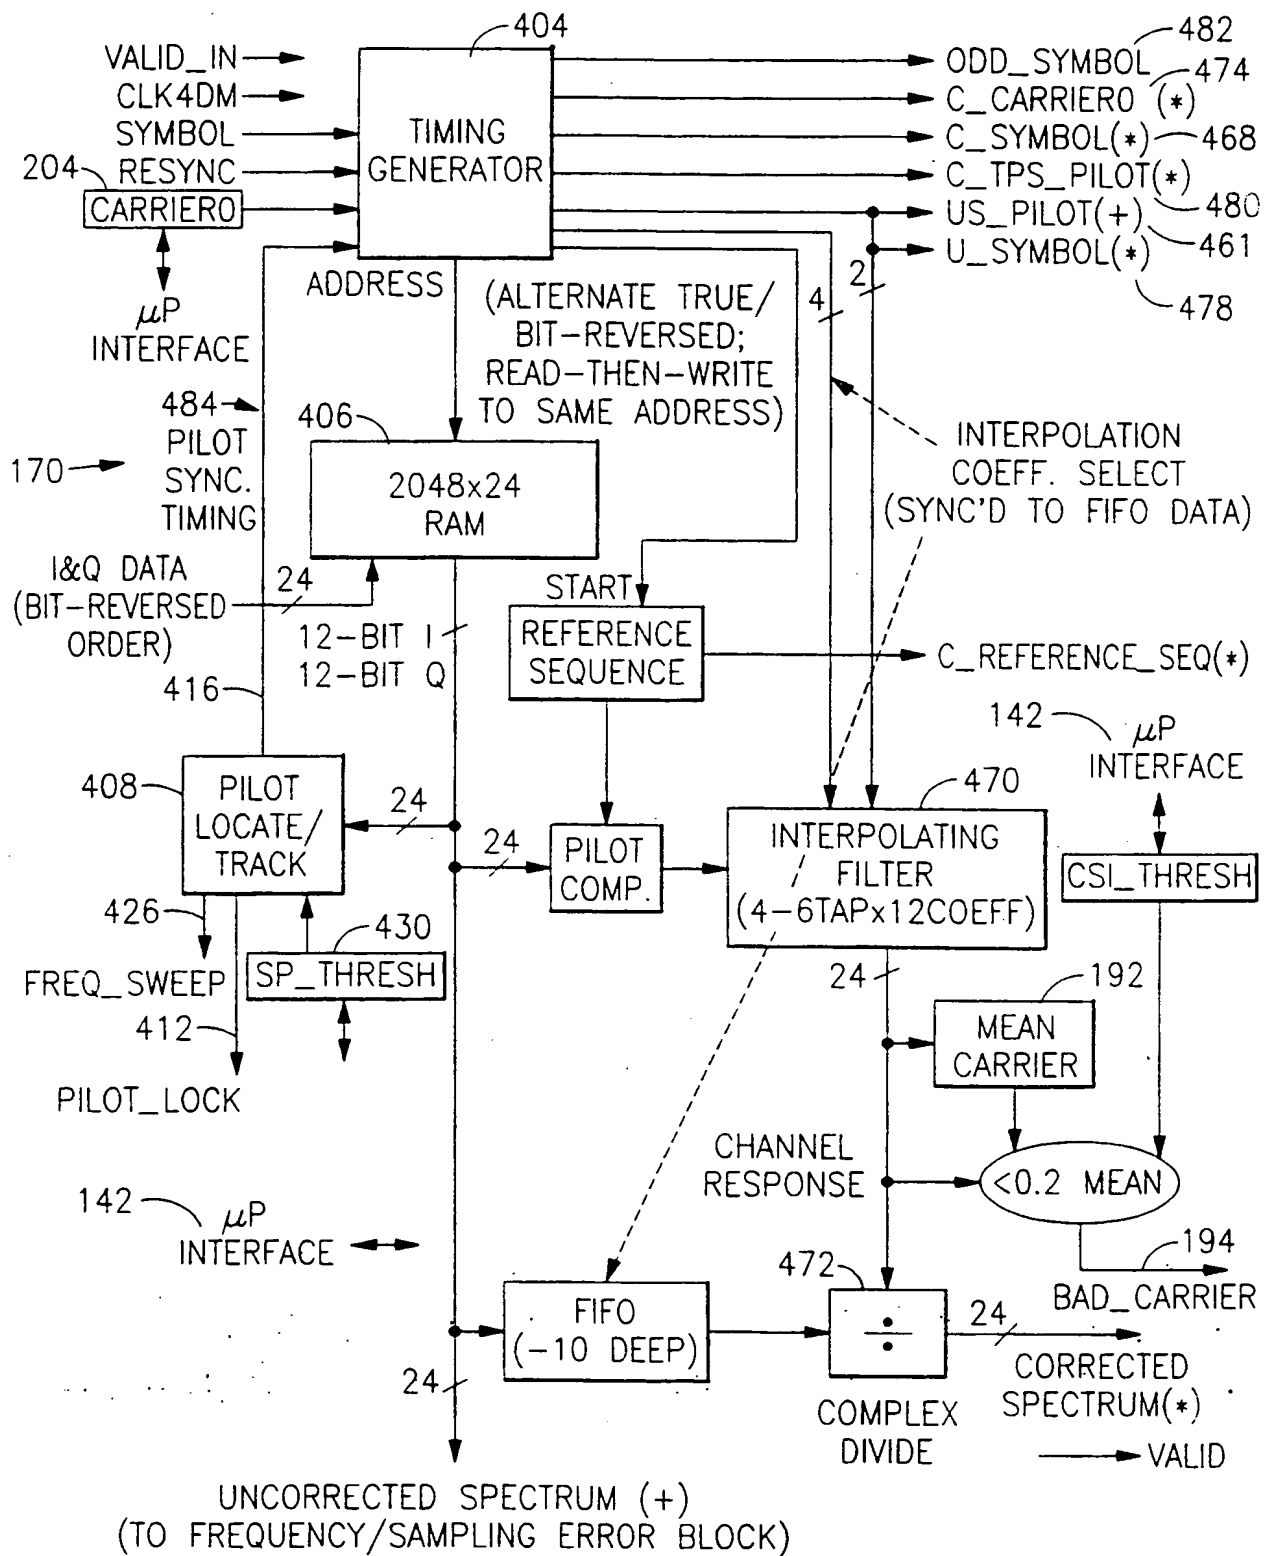 404
482
VALID_IN
ODD_SYMBOL
474
CLK4DM
C_CARRIER0 (*)
SYMBOL
TIMING
GENERATOR
C_SYMBOL(*)
468
RESYNC
C_TPS_PILOT(*)
204
480
CARRIER0
US_PILOT(+)
461
U_SYMBOL(*)
478
ADDRESS
(ALTERNATE TRUE/
BIT-REVERSED;
READ-THEN-WRITE
TO SAME ADDRESS)
4
2
µP
INTERFACE
484
PILOT
SYNC.
TIMING
170
406
2048x24
RAM
INTERPOLATION
COEFF. SELECT
(SYNC'D TO FIFO DATA)
I&Q DATA
(BIT-REVERSED
ORDER)
24
START
12-BIT I
12-BIT Q
REFERENCE
SEQUENCE
C_REFERENCE_SEQ(*)
416
142
µP
INTERFACE
408
PILOT
LOCATE/
TRACK
24
24
PILOT
COMP.
470
INTERPOLATING
FILTER
(4-6TAPx12COEFF)
CSI_THRESH
426
430
SP_THRESH
FREQ_SWEEP
412
PILOT_LOCK
24
192
MEAN
CARRIER
CHANNEL
RESPONSE
<0.2 MEAN
142
µP
INTERFACE
194
BAD_CARRIER
472
FIFO
(-10 DEEP)
÷
24
24
CORRECTED
SPECTRUM(*)
COMPLEX
DIVIDE
VALID
UNCORRECTED SPECTRUM (+)
(TO FREQUENCY/SAMPLING ERROR BLOCK)